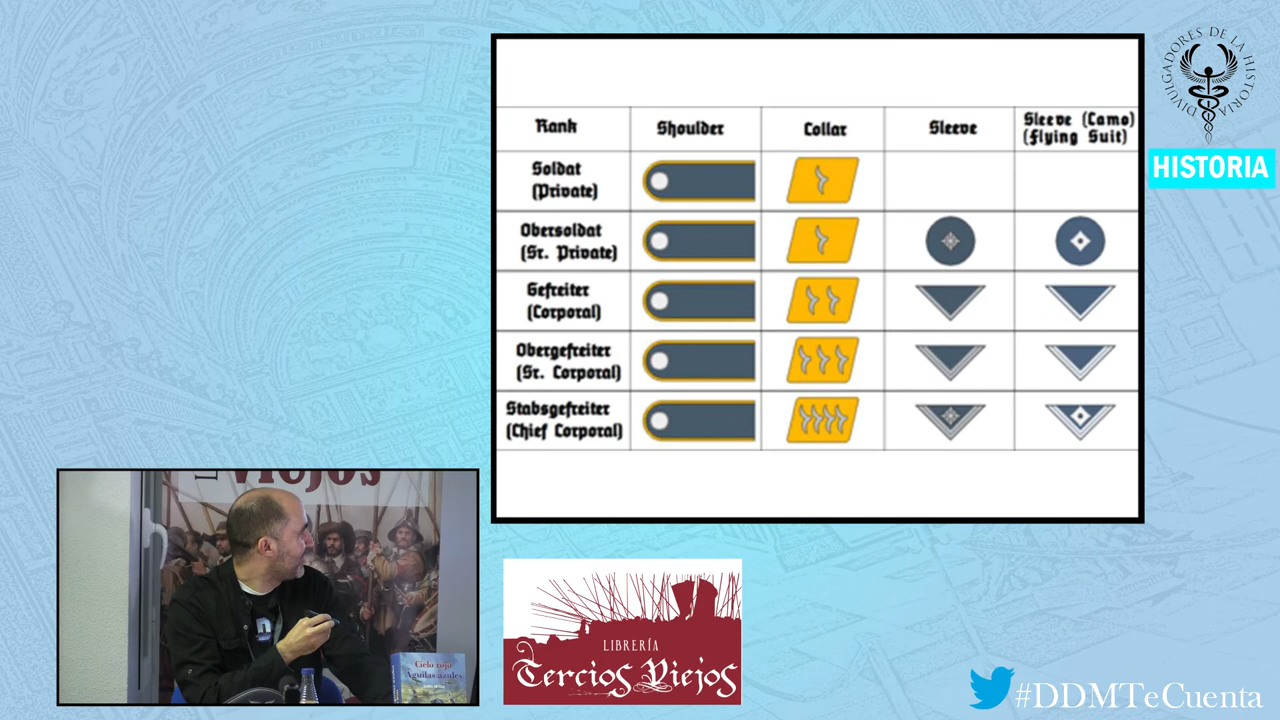 Rank
Shoulder
Collar
Sleeve
Sleeve (Camo)
(Flying Suit)
Soldat
(Private)
Obersoldat
(Sr. Private)
Gefreiter
(Corporal)
Obergefreiter
(Sr. Corporal)
Stabsgefreiter
(Chief Corporal)
DIVULGADORES DE LA HISTORIA
HISTORIA
VIEJOS
Cielo rojo
Águilas azules
LIBRERÍA
Tercios Viejos
#DDMTeCuenta